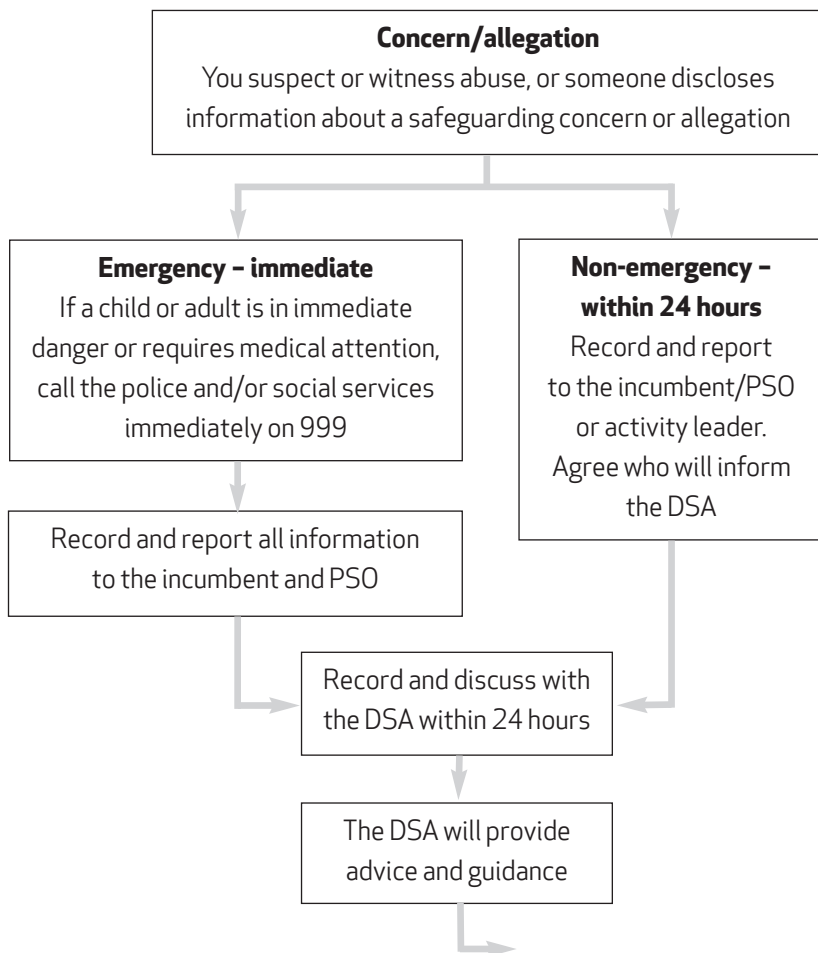 Concern/allegation
You suspect or witness abuse, or someone discloses
information about a safeguarding concern or allegation
Emergency – immediate
If a child or adult is in immediate
danger or requires medical attention,
call the police and/or social services
immediately on 999
Non-emergency –
within 24 hours
Record and report
to the incumbent/PSO
or activity leader.
Agree who will inform
the DSA
Record and report all information
to the incumbent and PSO
Record and discuss with
the DSA within 24 hours
The DSA will provide
advice and guidance